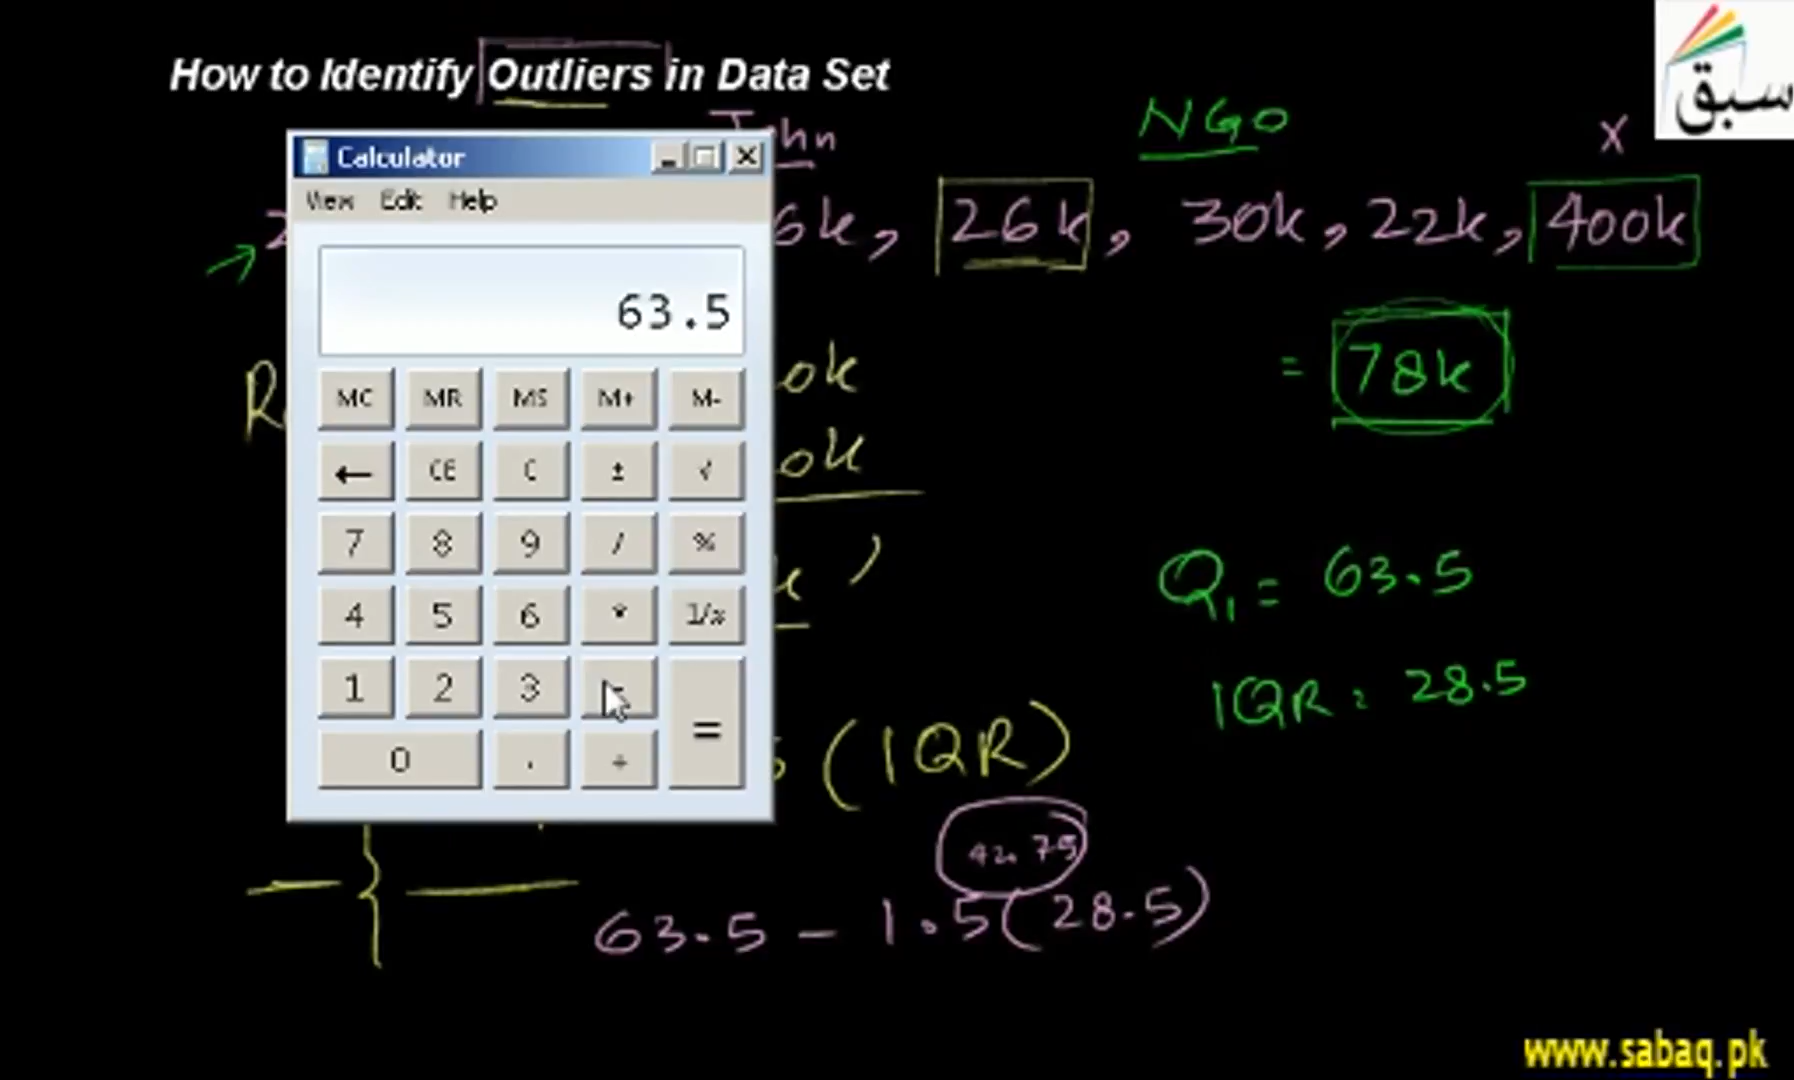 How to Identify Outliers in Data Set
سبق
NGO
x
6k, 26k, 30k, 22k, 400k
Calculator
View Edit Help
63.5
MC MR MS M+ M-
← CE C ± √
7 8 9 / %
4 5 6 * 1/x
1 2 3 -
0 . + =
= 78k
Q1 = 63.5
IQR = 28.5
(IQR)
42.75
63.5 - 1.5(28.5)
www.sabaq.pk